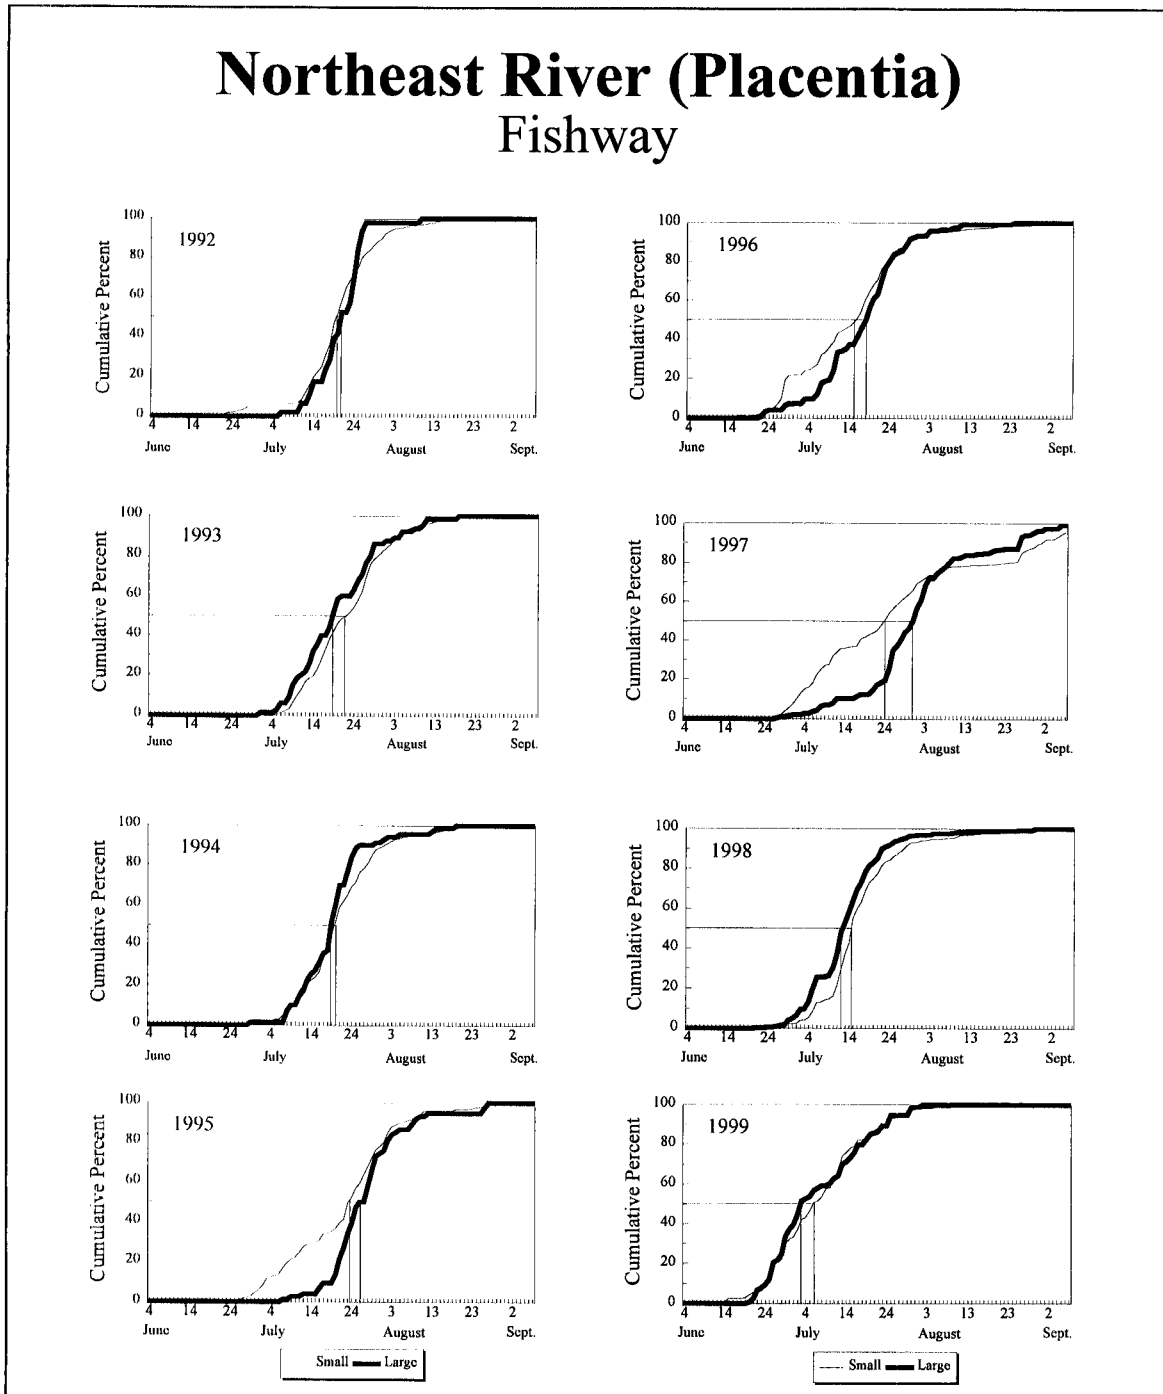 Northeast River (Placentia)
Fishway
1992
Cumulative Percent
100
80
60
40
20
0
4 14 24 4 14 24 3 13 23 2
June July August Sept.
1996
Cumulative Percent
100
80
60
40
20
0
4 14 24 4 14 24 3 13 23 2
June July August Sept.
1993
Cumulative Percent
100
80
60
40
20
0
4 14 24 4 14 24 3 13 23 2
June July August Sept.
1997
Cumulative Percent
100
80
60
40
20
0
4 14 24 4 14 24 3 13 23 2
June July August Sept.
1994
Cumulative Percent
100
80
60
40
20
0
4 14 24 4 14 24 3 13 23 2
June July August Sept.
1998
Cumulative Percent
100
80
60
40
20
0
4 14 24 4 14 24 3 13 23 2
June July August Sept.
1995
Cumulative Percent
100
80
60
40
20
0
4 14 24 4 14 24 3 13 23 2
June July August Sept.
1999
Cumulative Percent
100
80
60
40
20
0
4 14 24 4 14 24 3 13 23 2
June July August Sept.
Small Large
Small Large